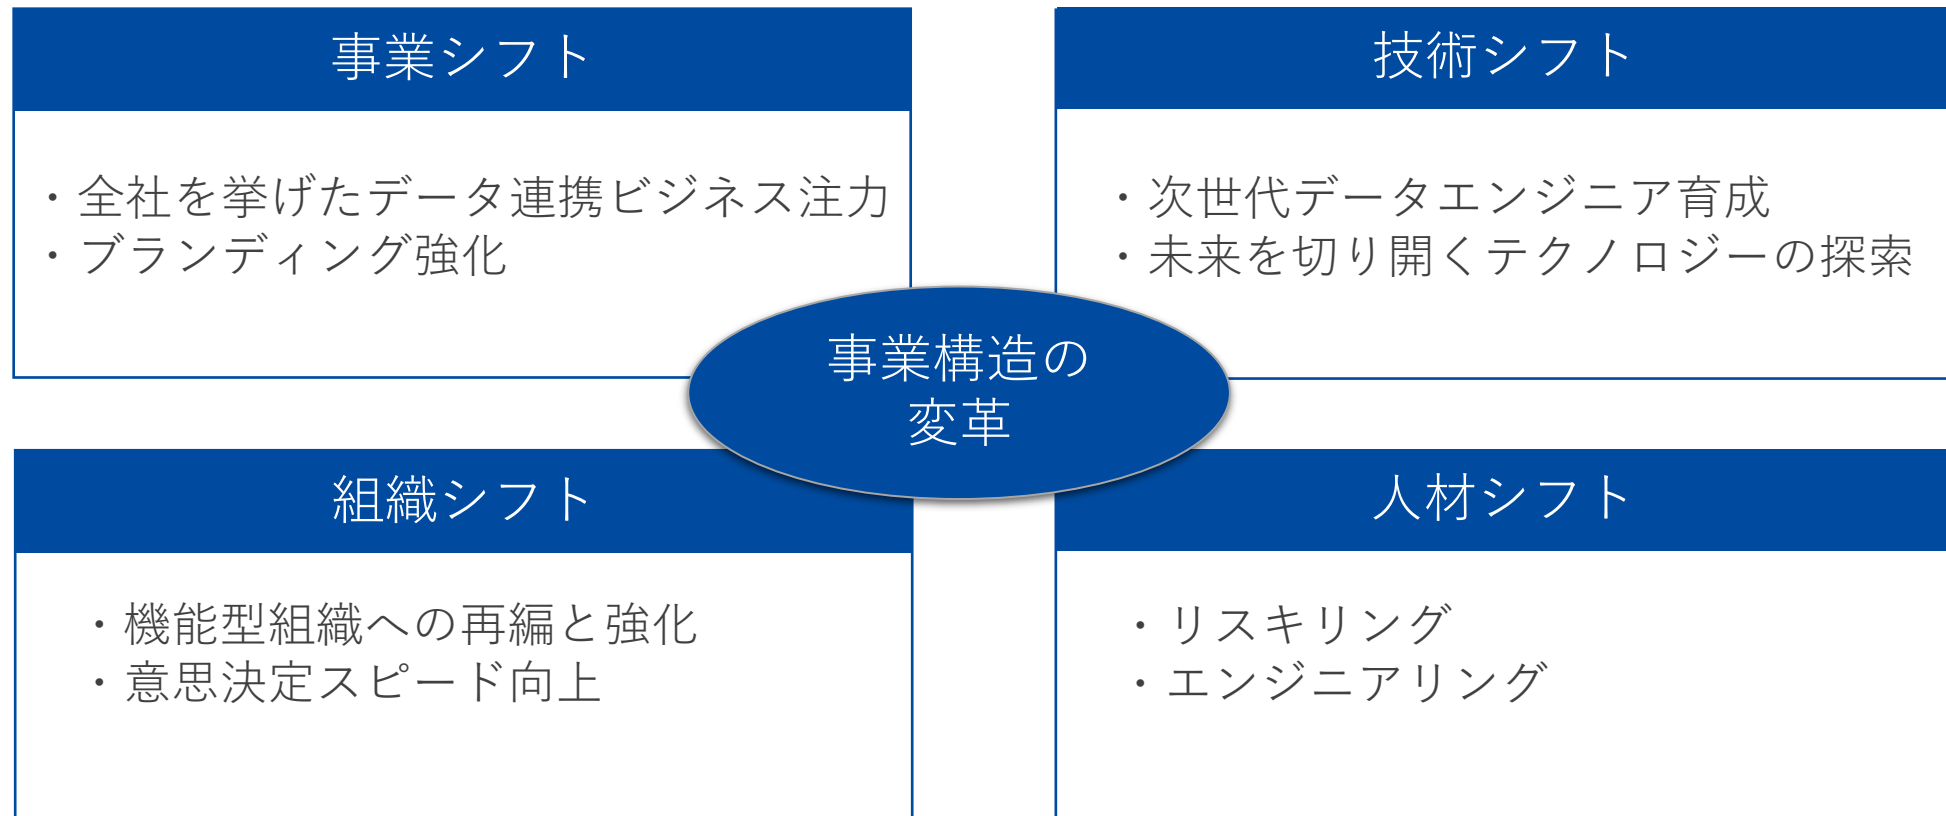 事業シフト
・全社を挙げたデータ連携ビジネス注力
・ブランディング強化
技術シフト
・次世代データエンジニア育成
・未来を切り開くテクノロジーの探索
事業構造の
変革
組織シフト
・機能型組織への再編と強化
・意思決定スピード向上
人材シフト
・リスキリング
・エンジニアリング